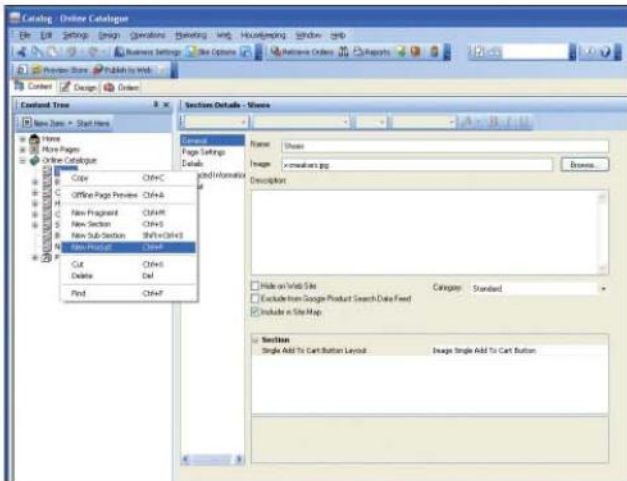 Catalog - Online Catalogue
File Edit Settings Design Operations Marketing Web Housekeeping Window Help
Business Settings Site Options Retrieve Orders Reports
Preview Store Publish to Web
Content Design Orders
Content Tree
New Item Start Here
Home
More Pages
Online Catalogue
Copy Ctrl+C
Offline Page Preview Ctrl+A
New Fragment Ctrl+M
New Section Ctrl+S
New Sub-Section Shift+Ctrl+S
New Product Ctrl+P
Cut Ctrl+X
Delete Del
Find Ctrl+F
Section Details - Shoes
General
Page Settings
Details
Name Shoes
Image Browse...
Description
Hide on Web Site
Category Standard
Exclude from Google Product Search Data Feed
Include in Site Map
Section
Single Add To Cart Button Layout Image Single Add To Cart Button